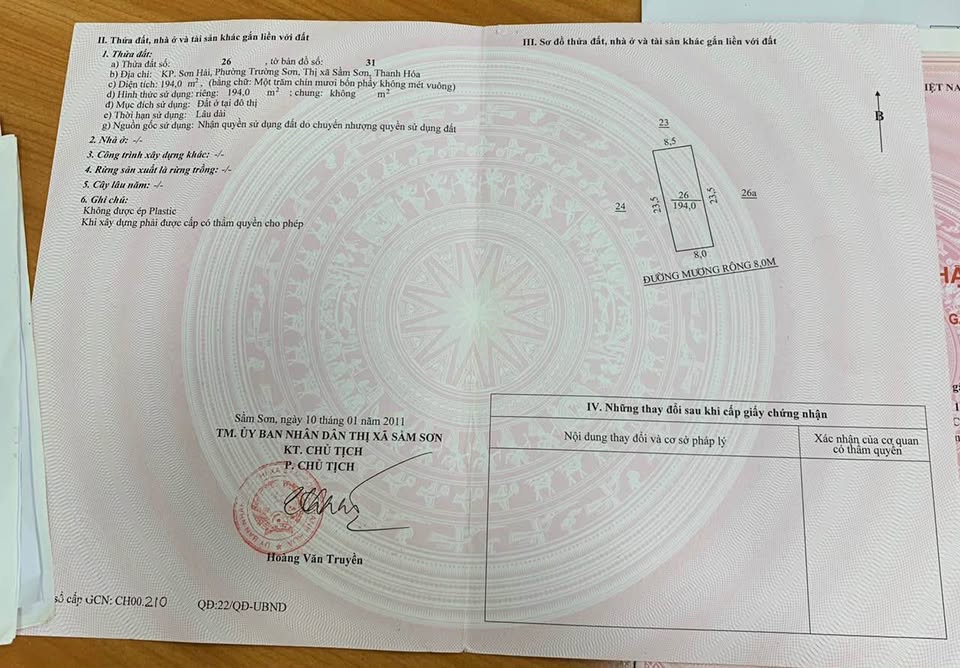 II. Thửa đất, nhà ở và tài sản khác gắn liền với đất
1. Thửa đất:
a) Thửa đất số: 26 , tờ bản đồ số: 31
b) Địa chỉ: KP. Sơn Hải, Phường Trường Sơn, Thị xã Sầm Sơn, Thanh Hóa
c) Diện tích: 194,0 m², (bằng chữ: Một trăm chín mươi bốn phẩy không mét vuông)
d) Hình thức sử dụng: riêng: 194,0 m² ; chung: không m²
đ) Mục đích sử dụng: Đất ở tại đô thị
e) Thời hạn sử dụng: Lâu dài
g) Nguồn gốc sử dụng: Nhận quyền sử dụng đất do chuyển nhượng quyền sử dụng đất
2. Nhà ở: -/-
3. Công trình xây dựng khác: -/-
4. Rừng sản xuất là rừng trồng: -/-
5. Cây lâu năm: -/-
6. Ghi chú:
Không được ép Plastic
Khi xây dựng phải được cấp có thẩm quyền cho phép
Sầm Sơn, ngày 10 tháng 01 năm 2011
TM. ỦY BAN NHÂN DÂN THỊ XÃ SẦM SƠN
KT. CHỦ TỊCH
P. CHỦ TỊCH
Hoàng Văn Truyền
số cấp GCN: CH00.210 QĐ:22/QĐ-UBND
III. Sơ đồ thửa đất, nhà ở và tài sản khác gắn liền với đất
B
23
8,5
24
23,5
26
194,0
23,5
26a
8,0
ĐƯỜNG MƯƠNG RỘNG 8,0M
IV. Những thay đổi sau khi cấp giấy chứng nhận
Nội dung thay đổi và cơ sở pháp lý
Xác nhận của cơ quan
có thẩm quyền
IỆT NA